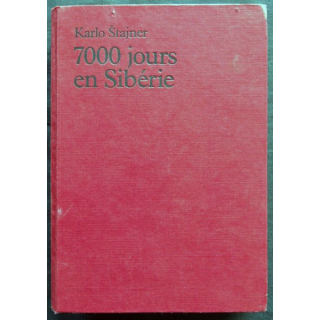 Karlo Štajner
7000 jours
en Sibérie